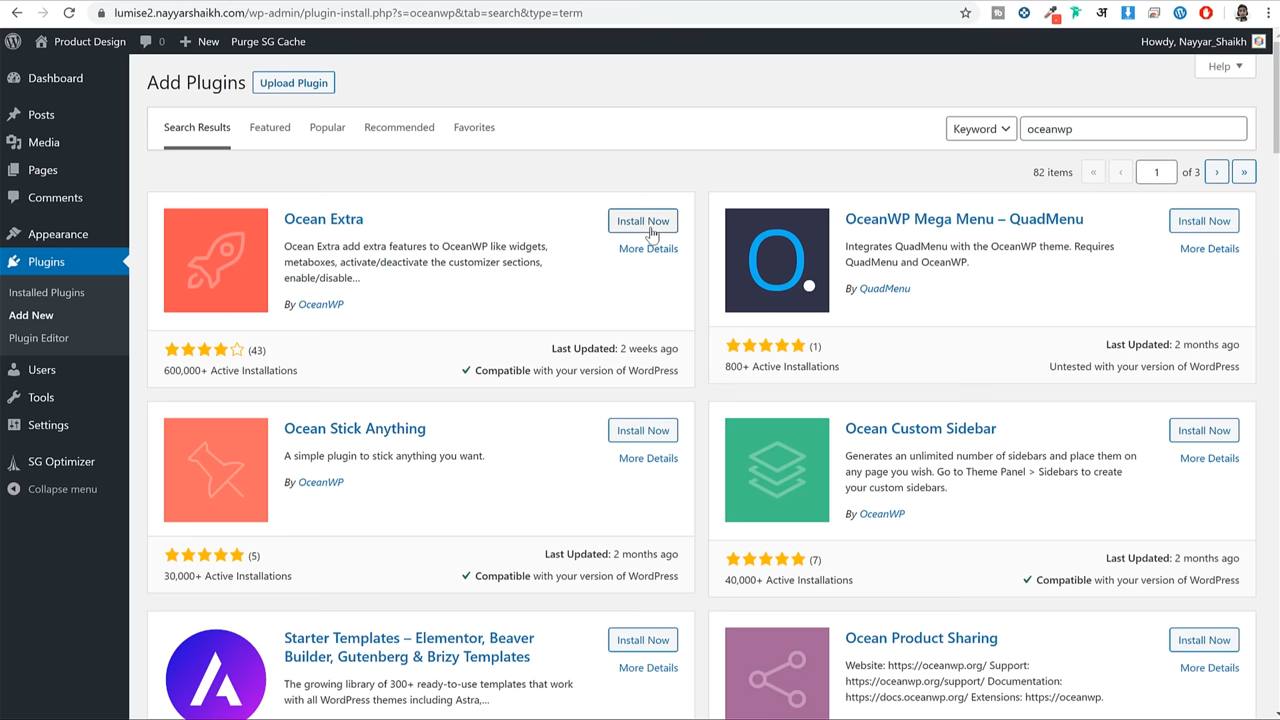 lumise2.nayyarshaikh.com/wp-admin/plugin-install.php?s=oceanwp&tab=search&type=term
Product Design 0 New Purge SG Cache Howdy, Nayyar_Shaikh
Dashboard
Posts
Media
Pages
Comments
Appearance
Plugins
Installed Plugins
Add New
Plugin Editor
Users
Tools
Settings
SG Optimizer
Collapse menu
Help
Add Plugins Upload Plugin
Search Results Featured Popular Recommended Favorites Keyword oceanwp
82 items « ‹ 1 of 3 › »
Ocean Extra
Install Now
More Details
Ocean Extra add extra features to OceanWP like widgets,
metaboxes, activate/deactivate the customizer sections,
enable/disable...
By OceanWP
(43)
600,000+ Active Installations
Last Updated: 2 weeks ago
Compatible with your version of WordPress
OceanWP Mega Menu – QuadMenu
Install Now
More Details
Integrates QuadMenu with the OceanWP theme. Requires
QuadMenu and OceanWP.
By QuadMenu
(1)
800+ Active Installations
Last Updated: 2 months ago
Untested with your version of WordPress
Ocean Stick Anything
Install Now
More Details
A simple plugin to stick anything you want.
By OceanWP
(5)
30,000+ Active Installations
Last Updated: 2 months ago
Compatible with your version of WordPress
Ocean Custom Sidebar
Install Now
More Details
Generates an unlimited number of sidebars and place them on
any page you wish. Go to Theme Panel > Sidebars to create
your custom sidebars.
By OceanWP
(7)
40,000+ Active Installations
Last Updated: 2 months ago
Compatible with your version of WordPress
Starter Templates – Elementor, Beaver
Builder, Gutenberg & Brizy Templates
Install Now
More Details
The growing library of 300+ ready-to-use templates that work
with all WordPress themes including Astra,...
Ocean Product Sharing
Install Now
More Details
Website: https://oceanwp.org/ Support:
https://oceanwp.org/support/ Documentation:
https://docs.oceanwp.org/ Extensions: https://oceanwp.